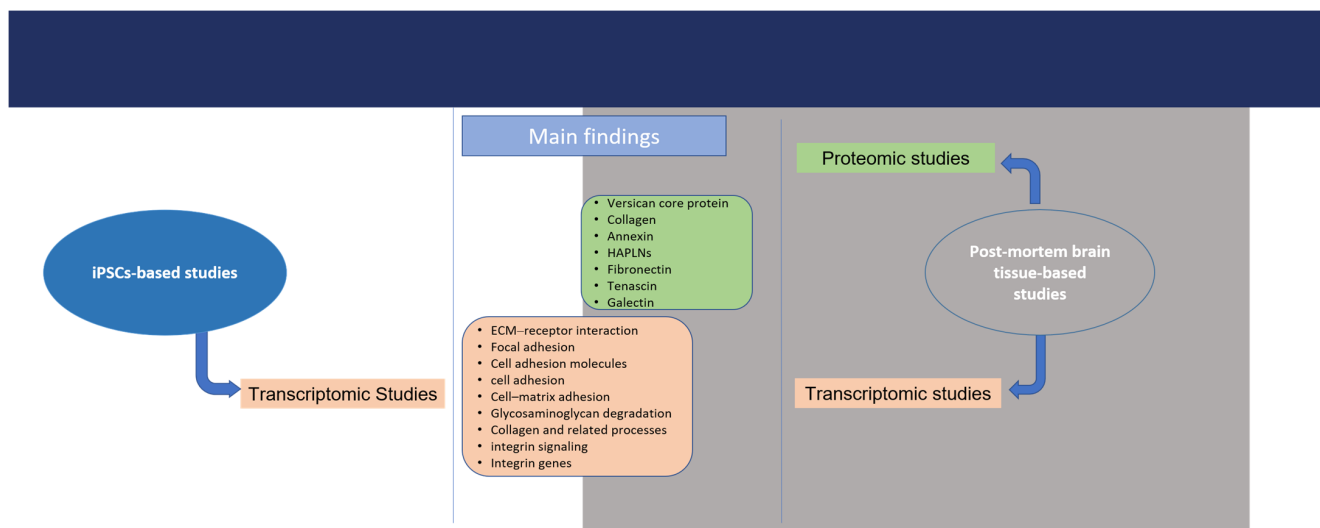 Main findings
Proteomic studies
• Versican core protein
• Collagen
• Annexin
• HAPLNs
• Fibronectin
• Tenascin
• Galectin
iPSCs-based studies
Post-mortem brain
tissue-based
studies
• ECM–receptor interaction
• Focal adhesion
• Cell adhesion molecules
• cell adhesion
• Cell–matrix adhesion
• Glycosaminoglycan degradation
• Collagen and related processes
• integrin signaling
• Integrin genes
Transcriptomic Studies
Transcriptomic studies